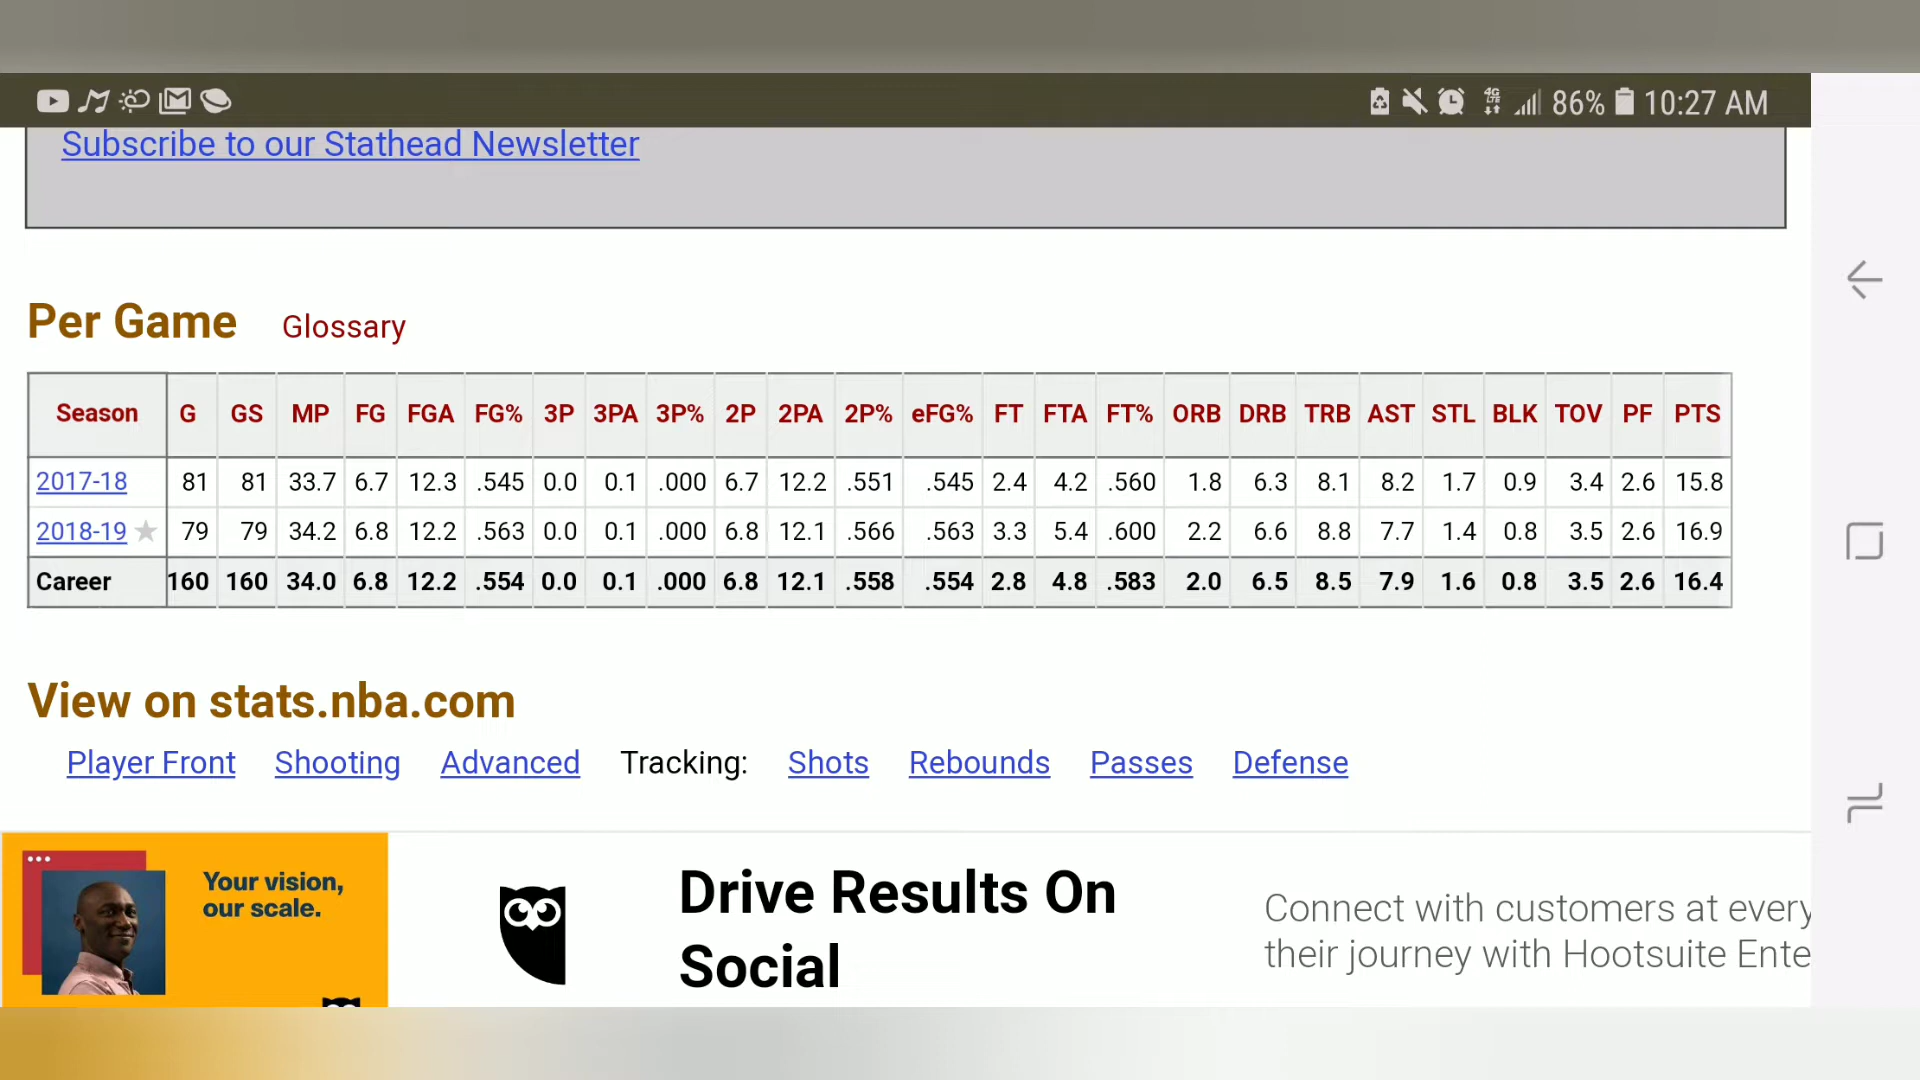 4G LTE 86% 10:27 AM
Subscribe to our Stathead Newsletter
Per Game Glossary
Season G GS MP FG FGA FG% 3P 3PA 3P% 2P 2PA 2P% eFG% FT FTA FT% ORB DRB TRB AST STL BLK TOV PF PTS
2017-18 81 81 33.7 6.7 12.3 .545 0.0 0.1 .000 6.7 12.2 .551 .545 2.4 4.2 .560 1.8 6.3 8.1 8.2 1.7 0.9 3.4 2.6 15.8
2018-19 ★ 79 79 34.2 6.8 12.2 .563 0.0 0.1 .000 6.8 12.1 .566 .563 3.3 5.4 .600 2.2 6.6 8.8 7.7 1.4 0.8 3.5 2.6 16.9
Career 160 160 34.0 6.8 12.2 .554 0.0 0.1 .000 6.8 12.1 .558 .554 2.8 4.8 .583 2.0 6.5 8.5 7.9 1.6 0.8 3.5 2.6 16.4
View on stats.nba.com
Player Front Shooting Advanced Tracking: Shots Rebounds Passes Defense
Your vision,
our scale.
Drive Results On
Social
Connect with customers at every
their journey with Hootsuite Ente